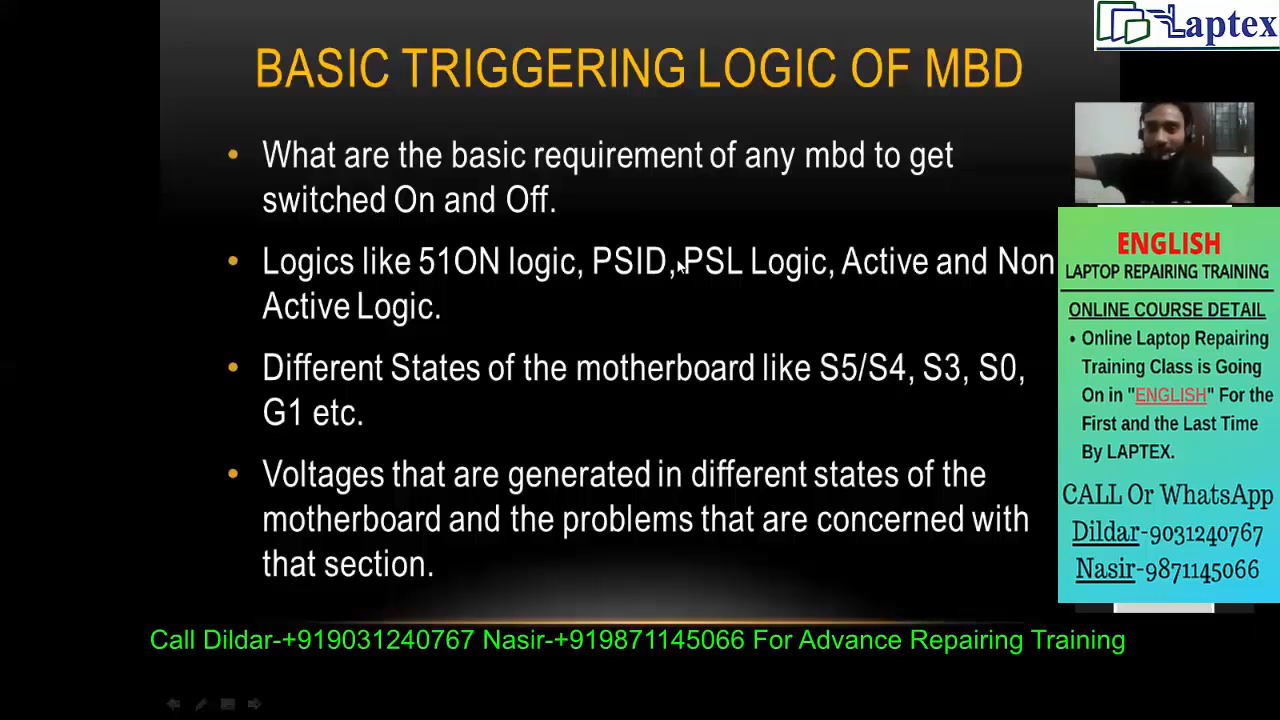 Laptex
BASIC TRIGGERING LOGIC OF MBD
• What are the basic requirement of any mbd to get
switched On and Off.
• Logics like 51ON logic, PSID,PSL Logic, Active and Non
Active Logic.
• Different States of the motherboard like S5/S4, S3, S0,
G1 etc.
• Voltages that are generated in different states of the
motherboard and the problems that are concerned with
that section.
ENGLISH
LAPTOP REPAIRING TRAINING
ONLINE COURSE DETAIL
• Online Laptop Repairing
Training Class is Going
On in "ENGLISH" For the
First and the Last Time
By LAPTEX.
CALL Or WhatsApp
Dildar-9031240767
Nasir-9871145066
Call Dildar-+919031240767 Nasir-+919871145066 For Advance Repairing Training